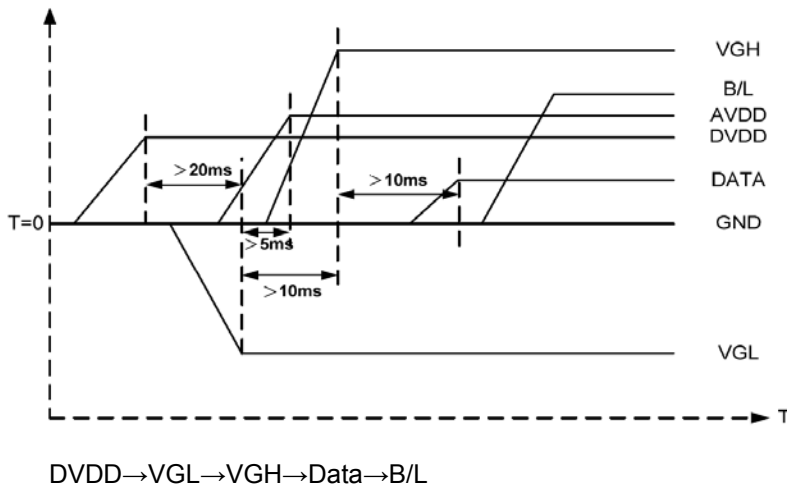 VGH
B/L
AVDD
DVDD
>20ms
>10ms
DATA
T=0
GND
>5ms
>10ms
VGL
T
DVDD→VGL→VGH→Data→B/L